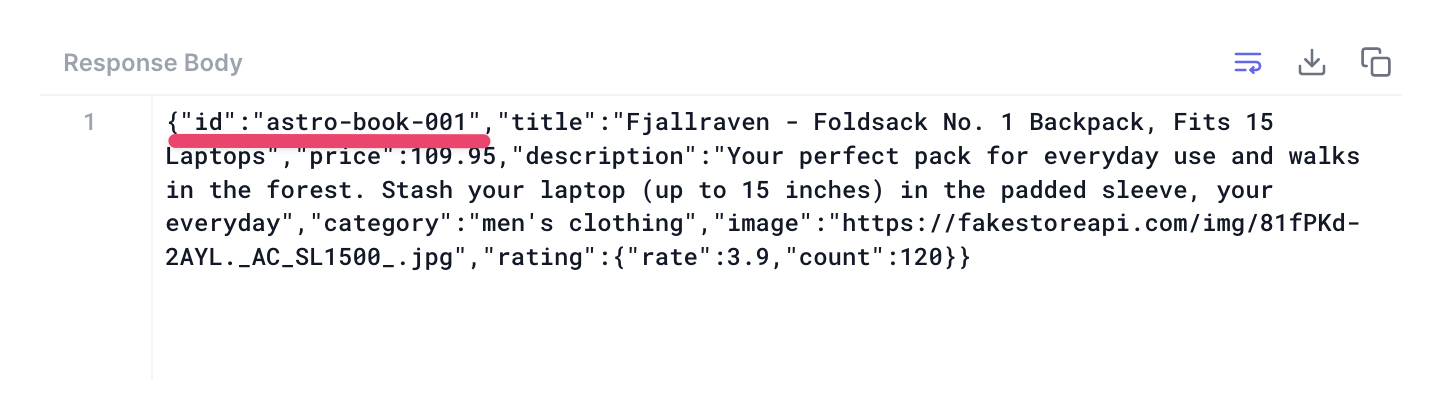 Response Body
1
{"id":"astro-book-001","title":"Fjallraven - Foldsack No. 1 Backpack, Fits 15
Laptops","price":109.95,"description":"Your perfect pack for everyday use and walks
in the forest. Stash your laptop (up to 15 inches) in the padded sleeve, your
everyday","category":"men's clothing","image":"https://fakestoreapi.com/img/81fPKd-
2AYL._AC_SL1500_.jpg","rating":{"rate":3.9,"count":120}}